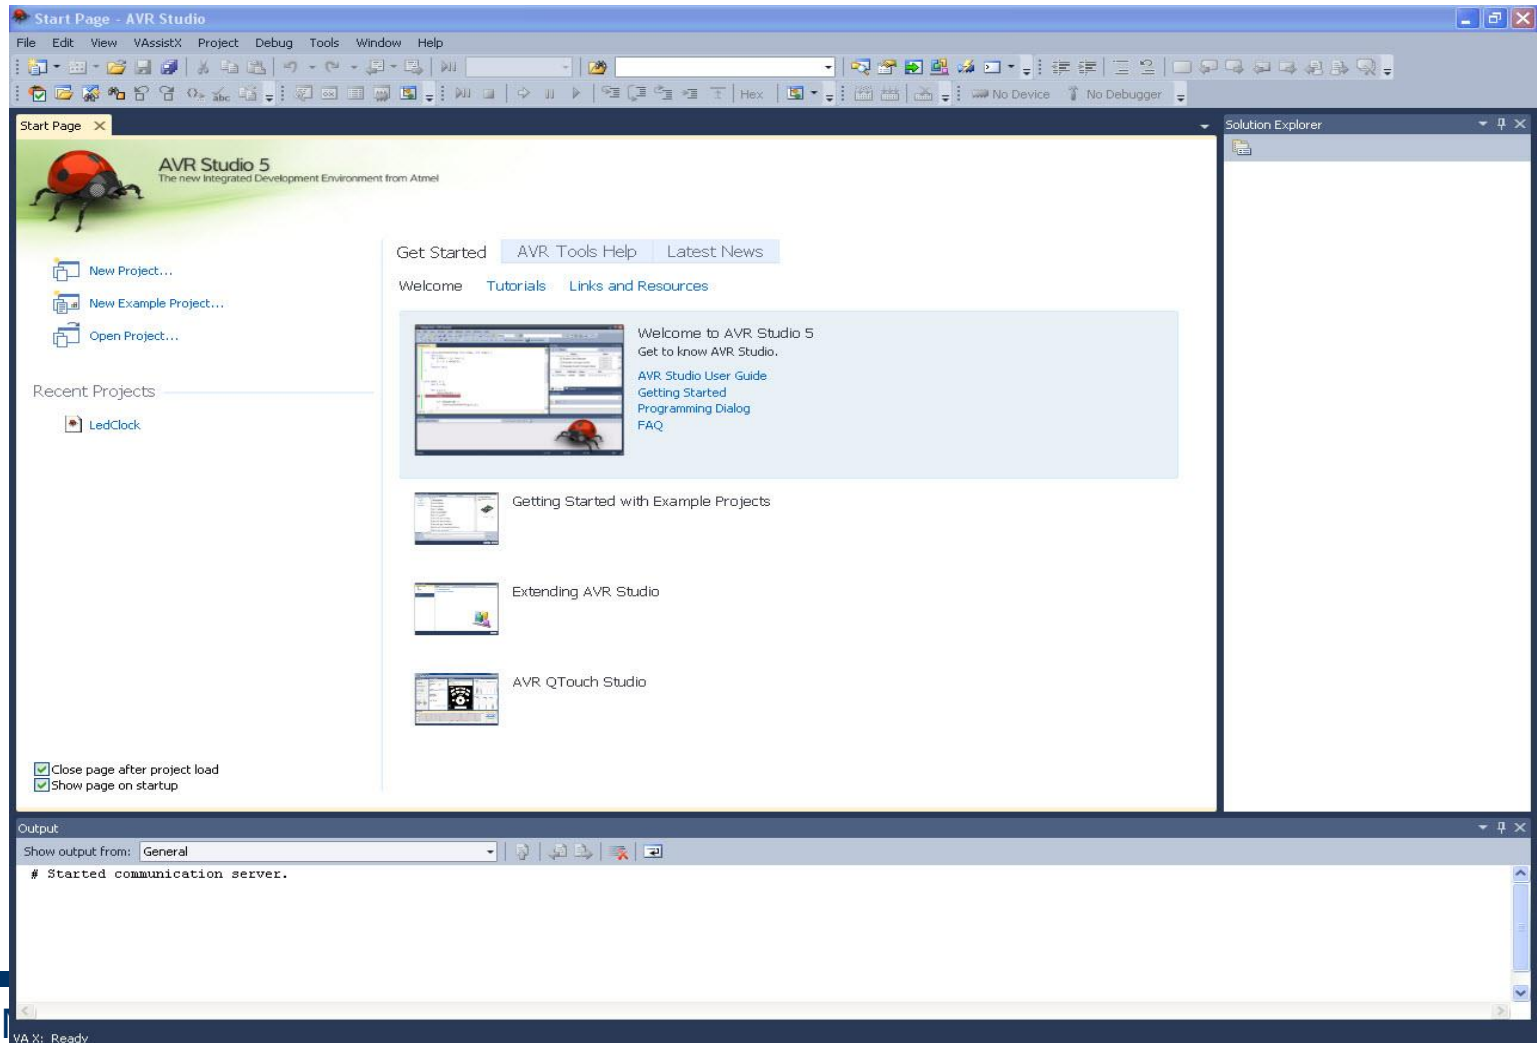 Start Page - AVR Studio
File Edit View VAssistX Project Debug Tools Window Help
Hex
No Device No Debugger
Start Page
Solution Explorer
AVR Studio 5
The new Integrated Development Environment from Atmel
New Project...
New Example Project...
Open Project...
Recent Projects
LedClock
Get Started AVR Tools Help Latest News
Welcome Tutorials Links and Resources
Welcome to AVR Studio 5
Get to know AVR Studio.
AVR Studio User Guide
Getting Started
Programming Dialog
FAQ
Getting Started with Example Projects
Extending AVR Studio
AVR QTouch Studio
Close page after project load
Show page on startup
Output
Show output from: General
# Started communication server.
VA X: Ready